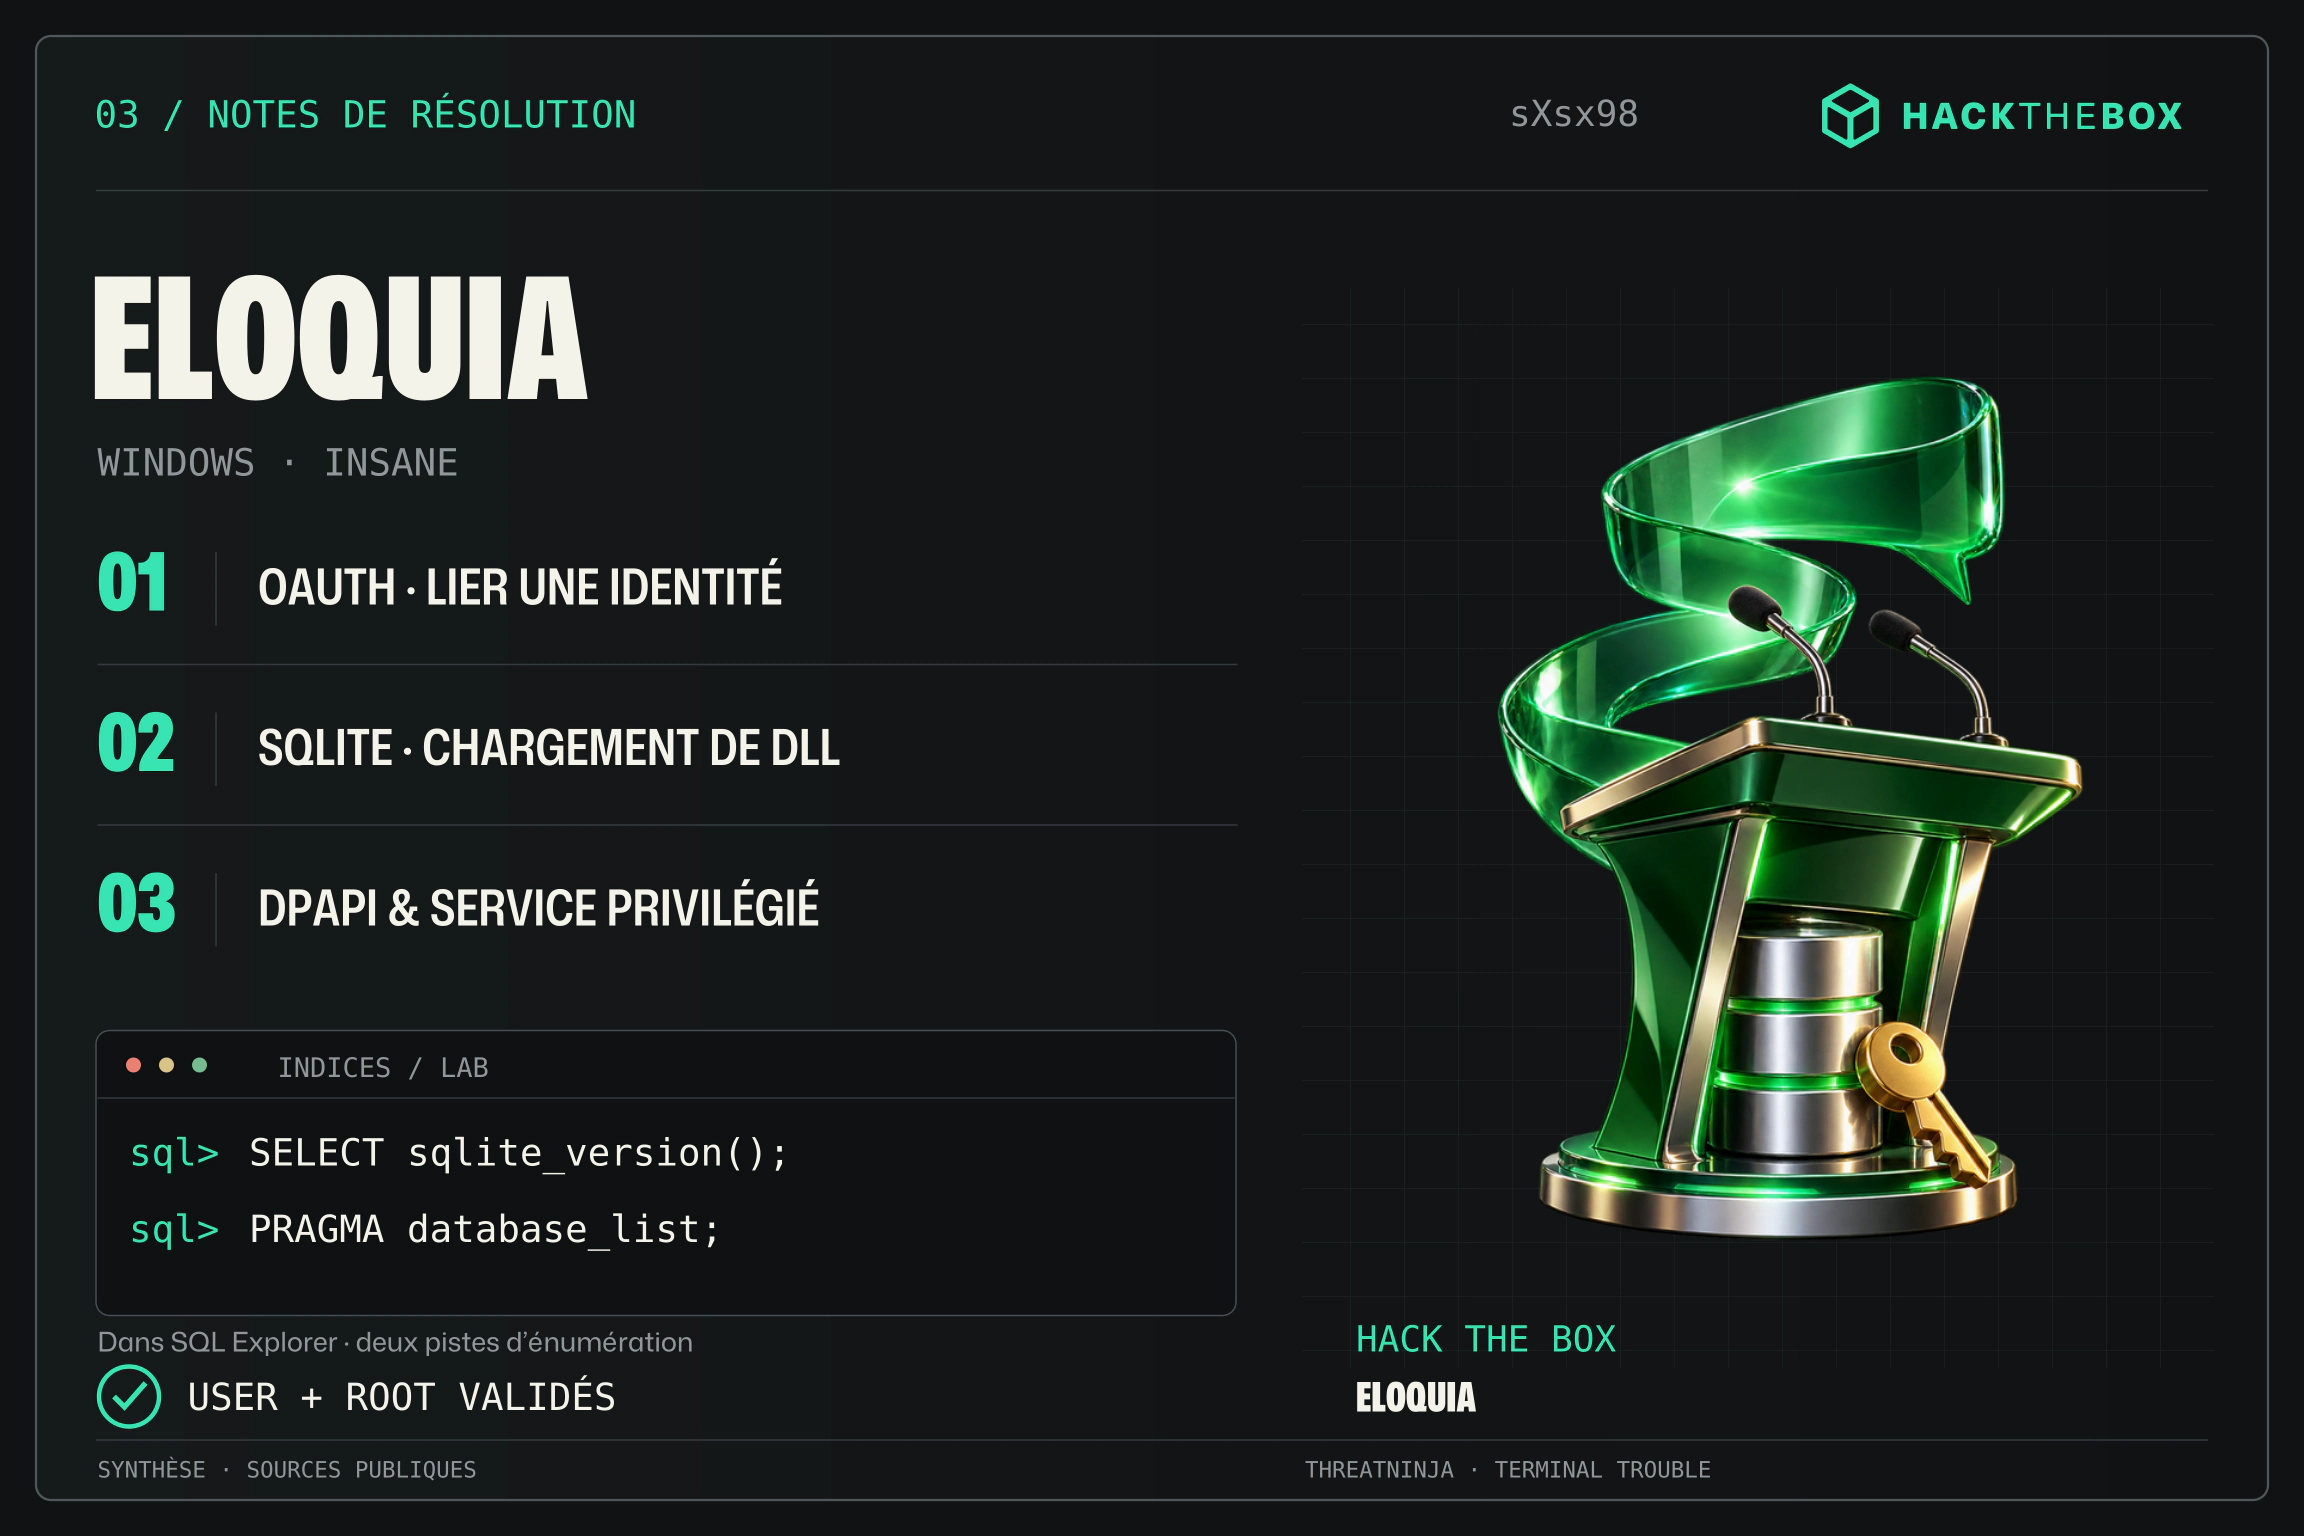 03 / NOTES DE RÉSOLUTION
sXsx98
HACKTHEBOX
ELOQUIA
WINDOWS · INSANE
01 OAUTH · LIER UNE IDENTITÉ
02 SQLITE · CHARGEMENT DE DLL
03 DPAPI & SERVICE PRIVILÉGIÉ
INDICES / LAB
sql> SELECT sqlite_version();
sql> PRAGMA database_list;
Dans SQL Explorer · deux pistes d’énumération
USER + ROOT VALIDÉS
HACK THE BOX
ELOQUIA
SYNTHÈSE · SOURCES PUBLIQUES
THREATNINJA · TERMINAL TROUBLE